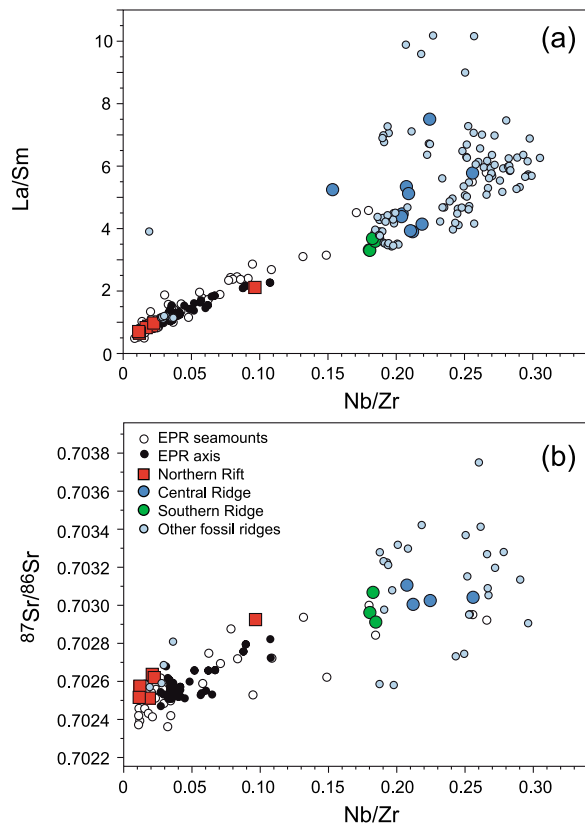 (a)
10
8
6
4
2
0
La/Sm
0 0.05 0.10 0.15 0.20 0.25 0.30
Nb/Zr
(b)
EPR seamounts
EPR axis
Northern Rift
Central Ridge
Southern Ridge
Other fossil ridges
0.7038
0.7036
0.7034
0.7032
0.7030
0.7028
0.7026
0.7024
0.7022
⁸⁷Sr/⁸⁶Sr
0 0.05 0.10 0.15 0.20 0.25 0.30
Nb/Zr